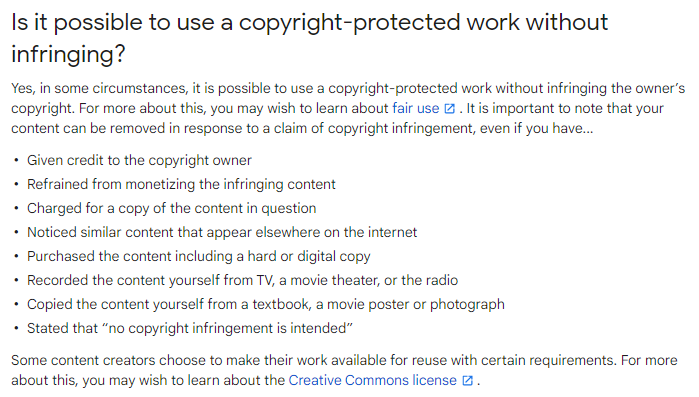 Is it possible to use a copyright-protected work without
infringing?
Yes, in some circumstances, it is possible to use a copyright-protected work without infringing the owner's
copyright. For more about this, you may wish to learn about fair use . It is important to note that your
content can be removed in response to a claim of copyright infringement, even if you have...
• Given credit to the copyright owner
• Refrained from monetizing the infringing content
• Charged for a copy of the content in question
• Noticed similar content that appear elsewhere on the internet
• Purchased the content including a hard or digital copy
• Recorded the content yourself from TV, a movie theater, or the radio
• Copied the content yourself from a textbook, a movie poster or photograph
• Stated that “no copyright infringement is intended”
Some content creators choose to make their work available for reuse with certain requirements. For more
about this, you may wish to learn about the Creative Commons license .